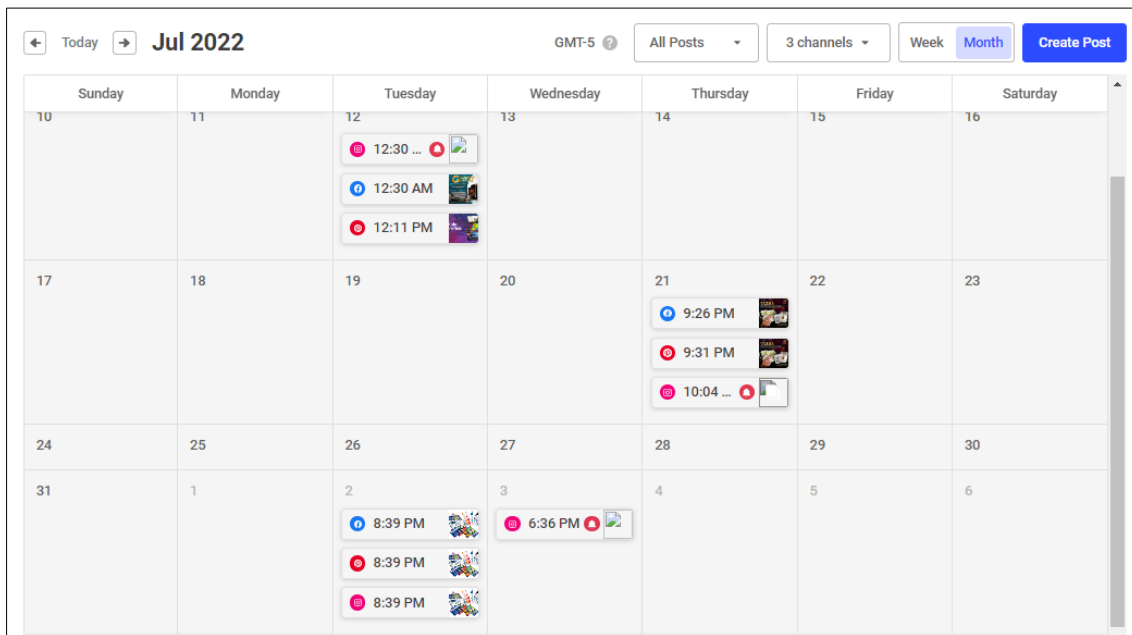 Today Jul 2022 GMT-5 All Posts 3 channels Week Month Create Post
Sunday Monday Tuesday Wednesday Thursday Friday Saturday
10 11 12 13 14 15 16
12:30 ...
12:30 AM
12:11 PM
17 18 19 20 21 22 23
9:26 PM
9:31 PM
10:04 ...
24 25 26 27 28 29 30
31 1 2 3 4 5 6
8:39 PM 6:36 PM
8:39 PM
8:39 PM